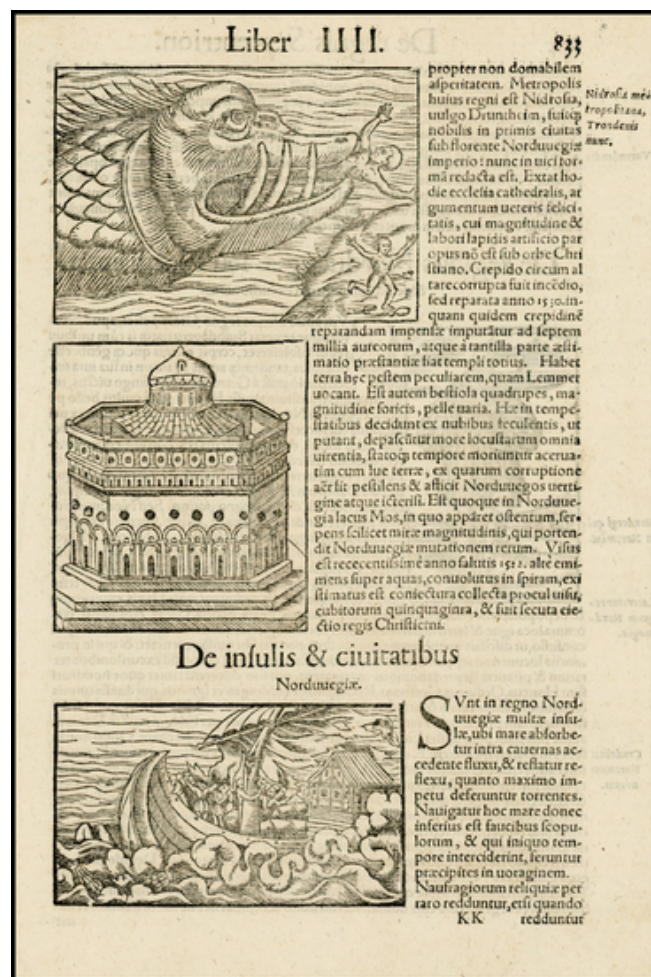 Liber IIII.
833
propter non domabilem
asperitatem. Metropolis
huius regni est Nidrosia,
uulgo Druntheim, fuitq́
nobilis in primis ciuitas
sub florente Norduuegiæ
imperio: nunc in uici for-
mã redacta est. Extat ho-
die ecclesia cathedralis, ar
gumentum ueteris felici-
tatis, cui magnitudine &
labori lapidis artificio par
opus nõ est sub orbe Chri
stiano. Crepido circum al
tare corrupta fuit incẽdio,
sed reparata anno 1530. in-
quam quidem crepidinẽ
reparandam impensæ imputãtur ad septem
millia aureorum, atque à tantilla parte æsti-
matio præstantiæ fiat templi totius. Habet
terra hęc pestem peculiarem, quam Lemmer
uocant. Est autem bestiola quadrupes, ma-
gnitudine soricis, pelle uaria. Hæ in tempe-
statibus decidunt ex nubibus feculentis, ut
putant, depascũtur more locustarum omnia
uirentia, statoq́ tempore moriuntur acerua-
tim cum lue terræ, ex quarum corruptione
aër fit pestilens & afficit Norduuegos uerti-
gine atque icterisi. Est quoque in Norduue-
gia lacus Mos, in quo apparet ostentum, ser-
pens scilicet miræ magnitudinis, qui porten-
dit Norduuegiæ mutationem rerum. Visus
est rececentissimè anno salutis 1522. altè emi-
mens super aquas, conuolutus in spiram, exi
stimatus est coniectura collecta procul uisus,
cubitorum quinquaginta, & fuit secuta eie-
ctio regis Christierni.
Nidrosia mé-
tropolitana,
Trondenis
nunc.
De insulis & ciuitatibus
Norduuegiæ.
SVnt in regno Nord-
uuegiæ multæ insu-
læ, ubi mare absorbe-
tur intra cauernas ac-
cedente fluxu, & reflatur re-
flexu, quanto maximo im-
petu deferuntur torrentes.
Nauigatur hoc mare donec
inferius est faucibus scopu-
lorum, & qui iniquo tem-
pore interciderint, feruntur
præcipites in uoraginem.
Naufragiorum reliquiæ per
raro redduntur, etsi quando
KK redduntur